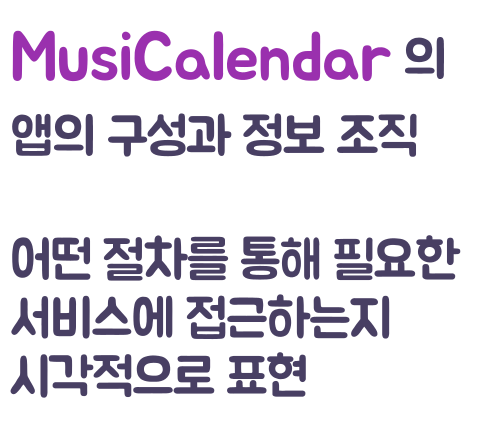 MusiCalendar 의
앱의 구성과 정보 조직
어떤 절차를 통해 필요한
서비스에 접근하는지
시각적으로 표현